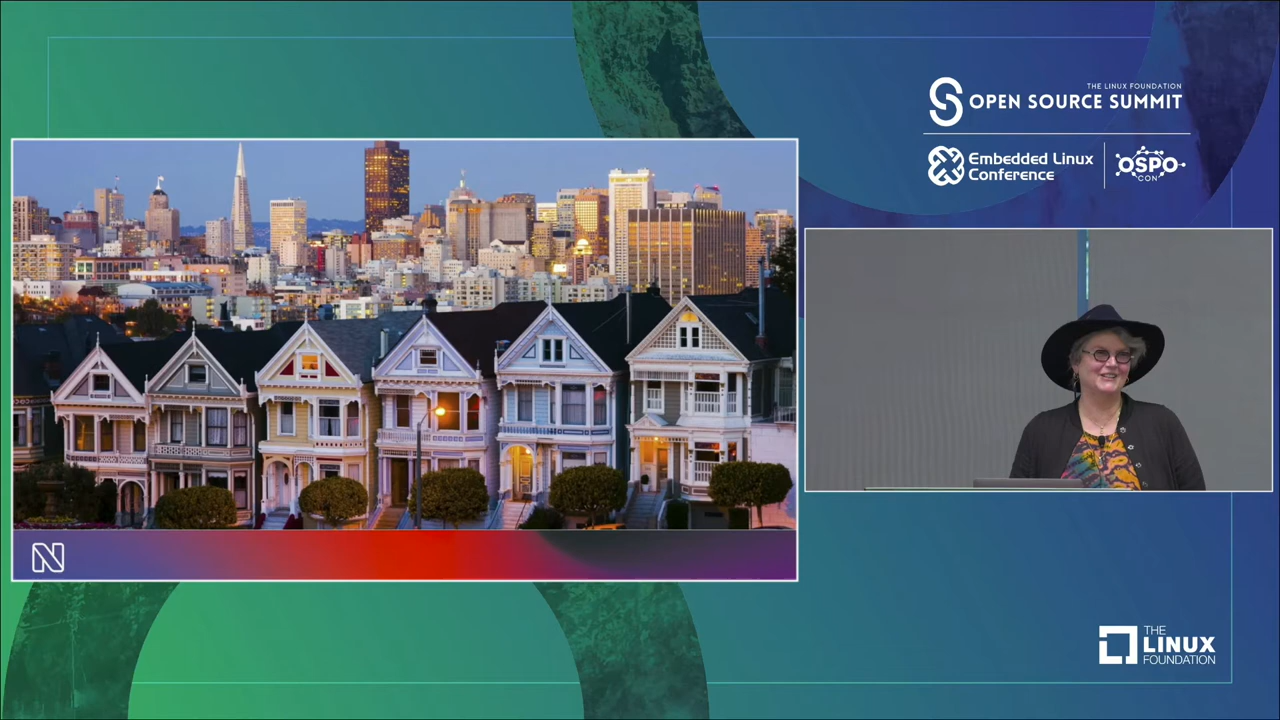 THE LINUX FOUNDATION
OPEN SOURCE SUMMIT
Embedded Linux
Conference
OSPO
CON
N
THE
LINUX
FOUNDATION